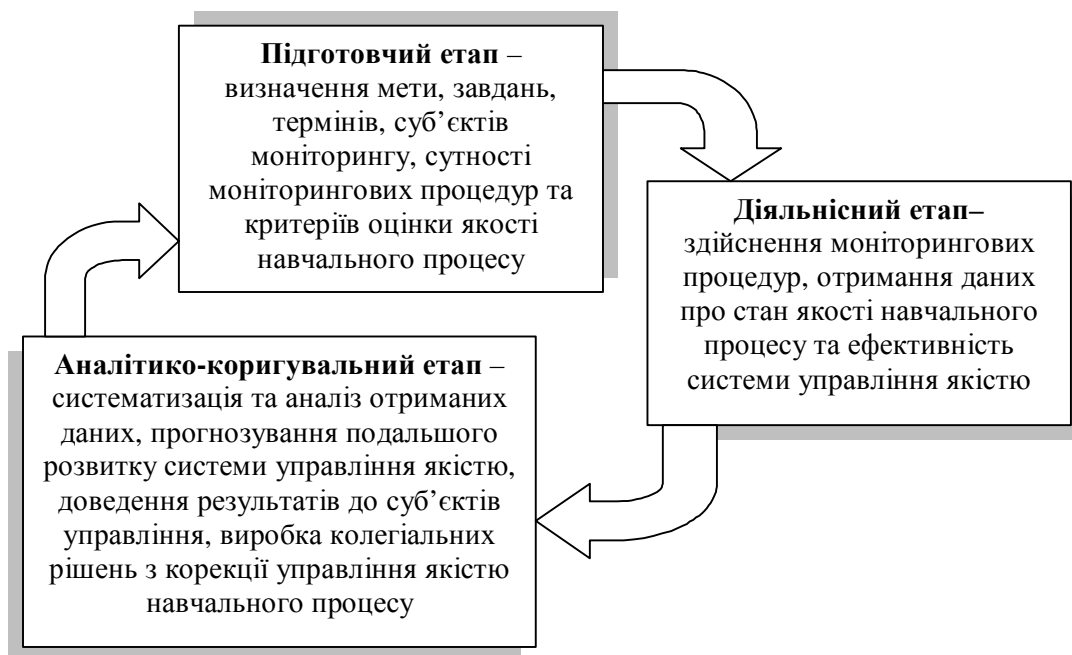 Підготовчий етап –
визначення мети, завдань,
термінів, суб’єктів
моніторингу, сутності
моніторингових процедур та
критеріїв оцінки якості
навчального процесу
Діяльнісний етап–
здійснення моніторингових
процедур, отримання даних
про стан якості навчального
процесу та ефективність
системи управління якістю
Аналітико-коригувальний етап –
систематизація та аналіз отриманих
даних, прогнозування подальшого
розвитку системи управління якістю,
доведення результатів до суб’єктів
управління, виробка колегіальних
рішень з корекції управління якістю
навчального процесу